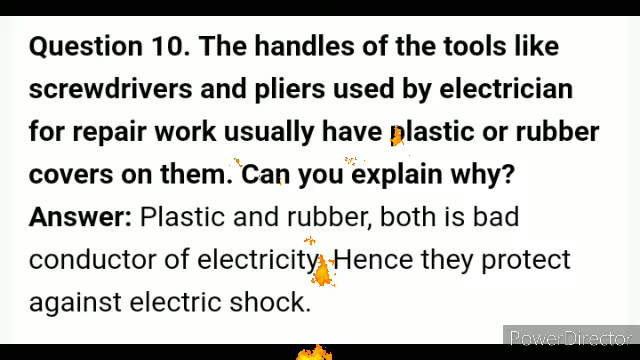 Question 10. The handles of the tools like
screwdrivers and pliers used by electrician
for repair work usually have plastic or rubber
covers on them. Can you explain why?
Answer: Plastic and rubber, both is bad
conductor of electricity. Hence they protect
against electric shock.
PowerDirector